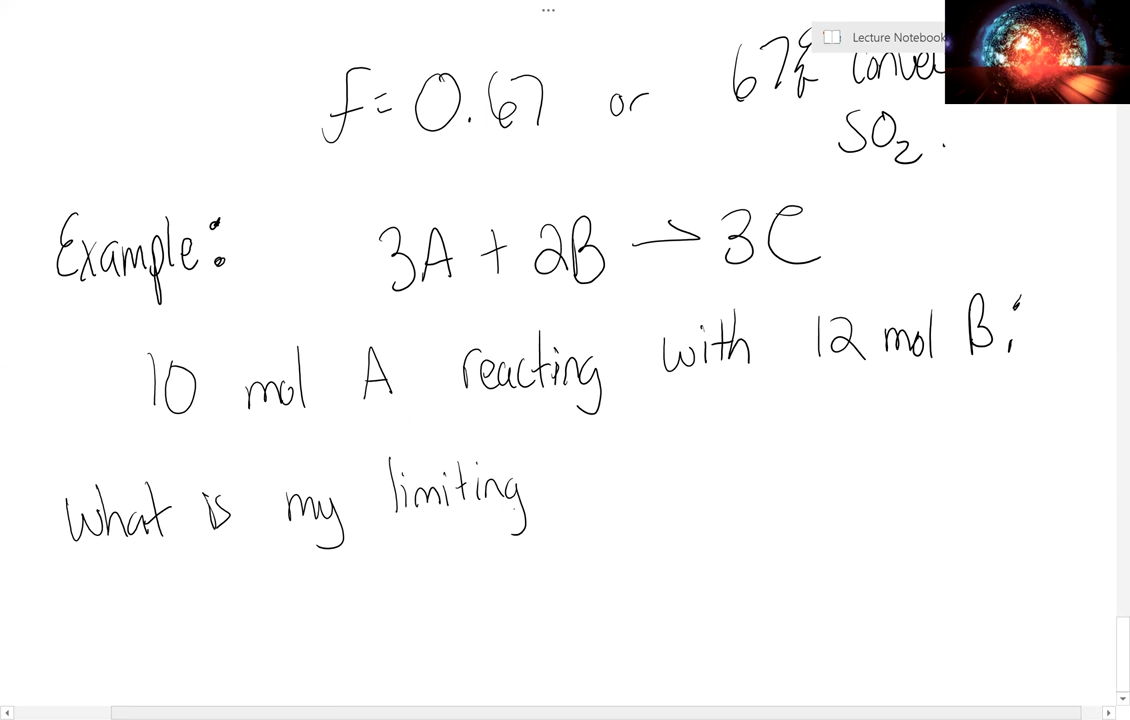 Lecture Notebook
f = 0.67 or 67%
SO₂.
Example: 3A + 2B → 3C
10 mol A reacting with 12 mol B:
What is my limiting